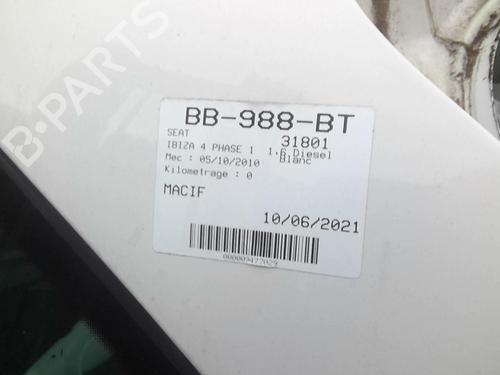 BB-988-BT
SEAT 31801
IBIZA 4 PHASE 1 1.6 Diesel
Mec : 05/10/2010 Blanc
Kilometrage : 0
MACIF
10/06/2021
000009477029
B-PARTS